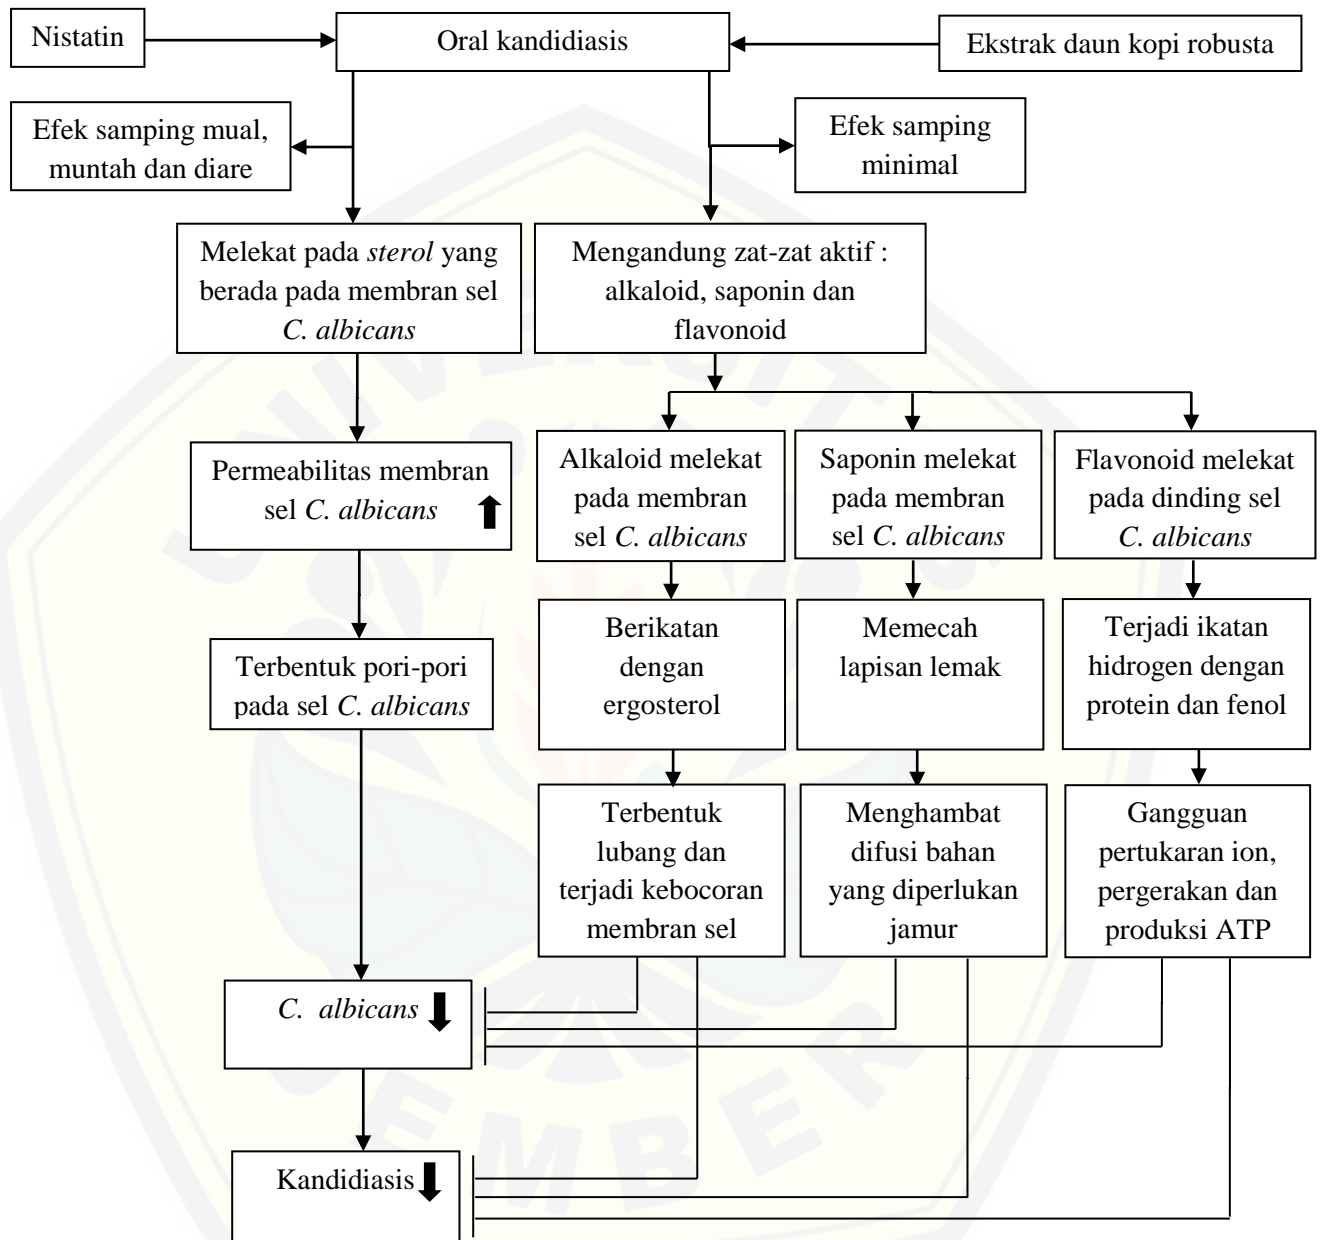 Nistatin
Oral kandidiasis
Ekstrak daun kopi robusta
Efek samping mual,
muntah dan diare
Efek samping
minimal
Melekat pada sterol yang
berada pada membran sel
C. albicans
Mengandung zat-zat aktif :
alkaloid, saponin dan
flavonoid
Permeabilitas membran
sel C. albicans
Alkaloid melekat
pada membran
sel C. albicans
Saponin melekat
pada membran
sel C. albicans
Flavonoid melekat
pada dinding sel
C. albicans
Terbentuk pori-pori
pada sel C. albicans
Berikatan
dengan
ergosterol
Memecah
lapisan lemak
Terjadi ikatan
hidrogen dengan
protein dan fenol
Terbentuk
lubang dan
terjadi kebocoran
membran sel
Menghambat
difusi bahan
yang diperlukan
jamur
Gangguan
pertukaran ion,
pergerakan dan
produksi ATP
C. albicans
Kandidiasis
UNIVERSITAS
JEMBER